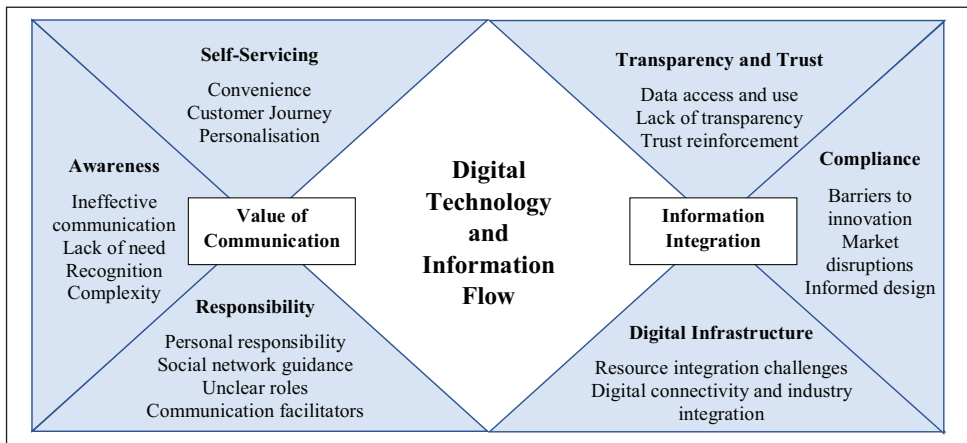 Self-Servicing
Convenience
Customer Journey
Personalisation
Awareness
Ineffective
communication
Lack of need
Recognition
Complexity
Value of
Communication
Responsibility
Personal responsibility
Social network guidance
Unclear roles
Communication facilitators
Digital
Technology
and
Information
Flow
Transparency and Trust
Data access and use
Lack of transparency
Trust reinforcement
Information
Integration
Compliance
Barriers to
innovation
Market
disruptions
Informed design
Digital Infrastructure
Resource integration challenges
Digital connectivity and industry
integration